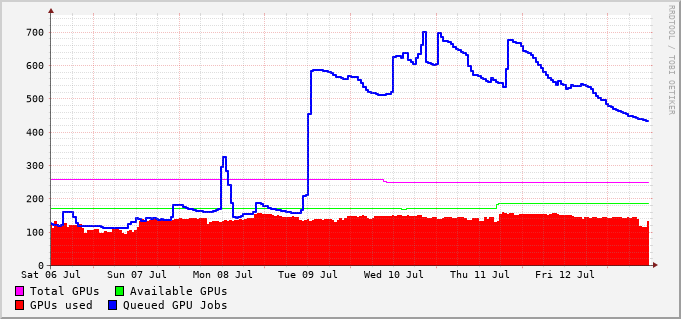 700
600
500
400
300
200
100
0
Sat 06 Jul Sun 07 Jul Mon 08 Jul Tue 09 Jul Wed 10 Jul Thu 11 Jul Fri 12 Jul
Total GPUs Available GPUs
GPUs used Queued GPU Jobs
RRDTOOL / TOBI OETIKER